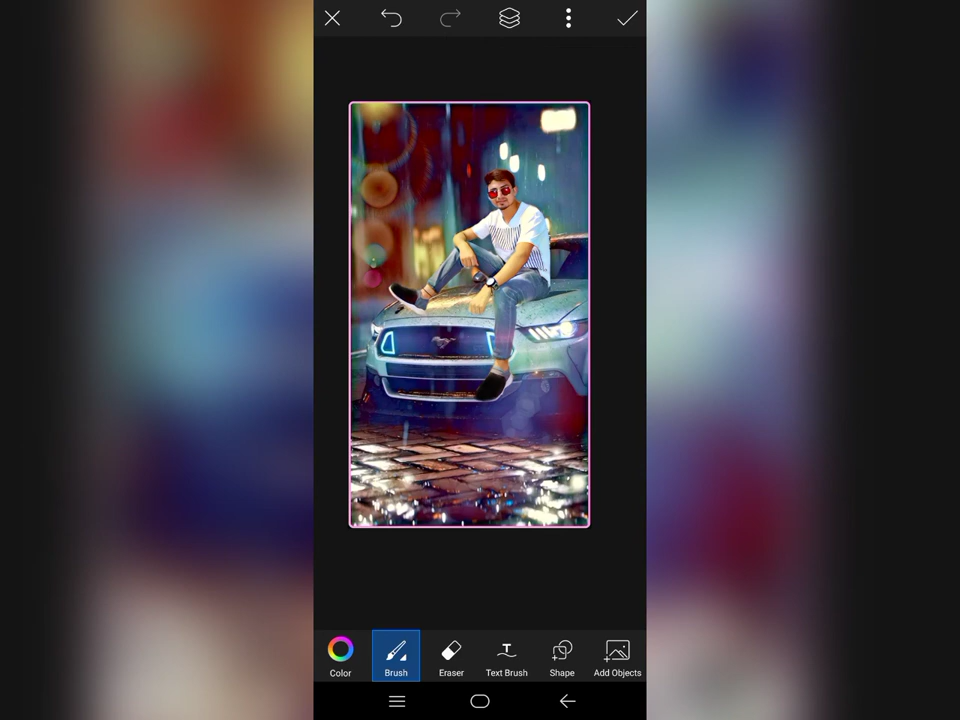 Color
Brush
Eraser
Text Brush
Shape
Add Objects